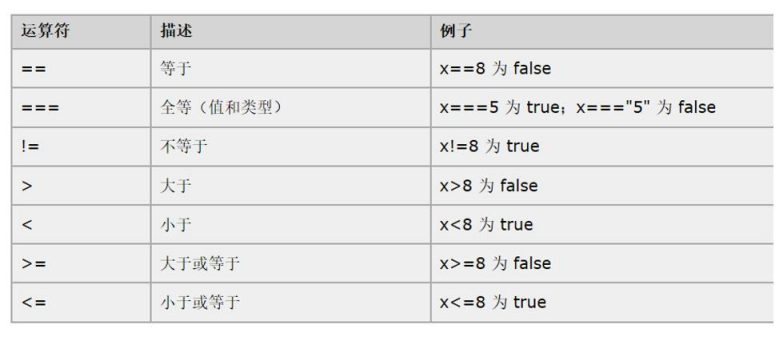 运算符 描述 例子
== 等于 x==8 为 false
=== 全等（值和类型） x===5 为 true；x==="5" 为 false
!= 不等于 x!=8 为 true
> 大于 x>8 为 false
< 小于 x<8 为 true
>= 大于或等于 x>=8 为 false
<= 小于或等于 x<=8 为 true